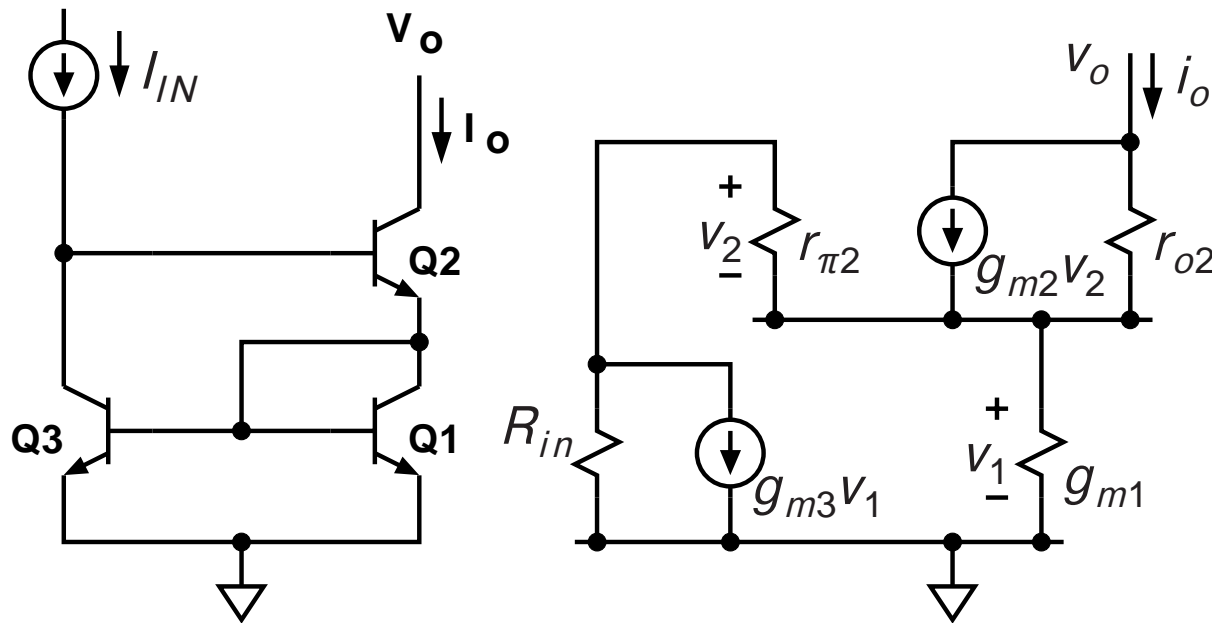 I_IN
V_o
I_o
Q2
Q3
Q1
v_o
i_o
+
v_2
−
r_π2
g_m2v_2
r_o2
R_in
g_m3v_1
+
v_1
−
g_m1